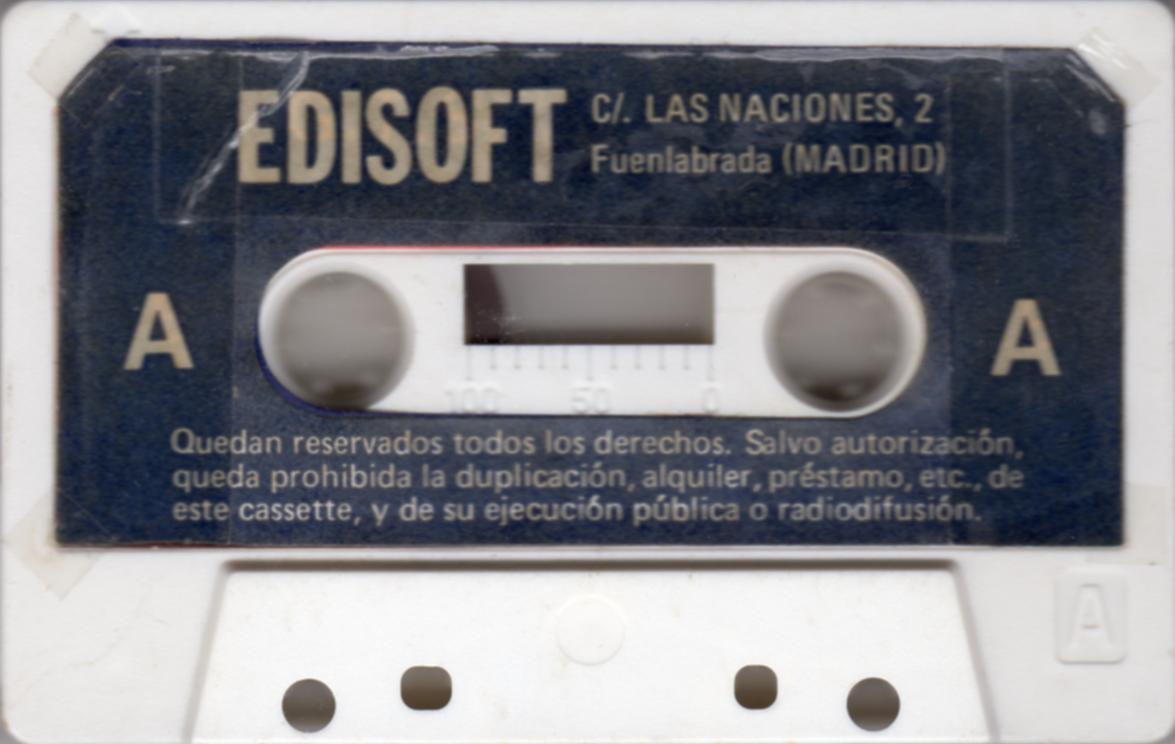 EDISOFT
C/. LAS NACIONES, 2
Fuenlabrada (MADRID)
A
A
100 50 0
Quedan reservados todos los derechos. Salvo autorización,
queda prohibida la duplicación, alquiler, préstamo, etc., de
este cassette, y de su ejecución pública o radiodifusión.
A